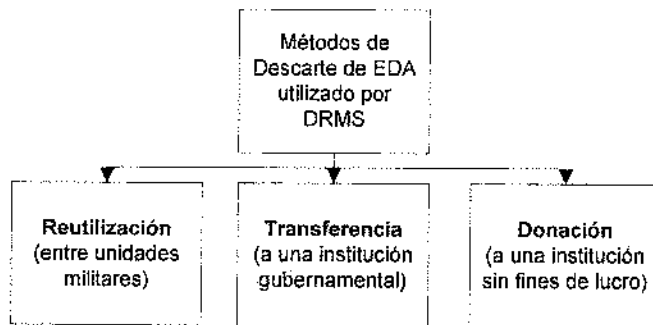 Métodos de
Descarte de EDA
utilizado por
DRMS
Reutilización
(entre unidades
militares)
Transferencia
(a una institución
gubernamental)
Donación
(a una institución
sin fines de lucro)